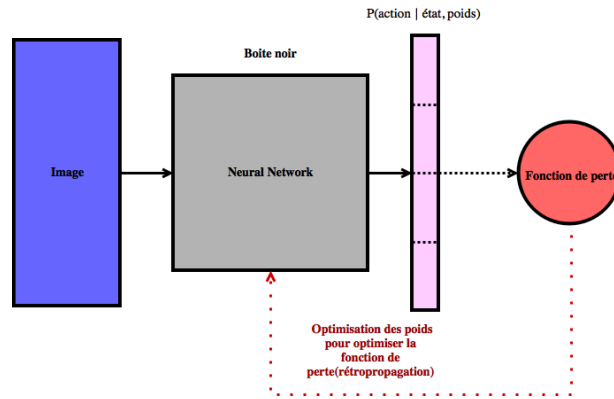 P(action | état, poids)
Boite noir
Image
Neural Network
Fonction de perte
Optimisation des poids
pour optimiser la
fonction de
perte(rétropropagation)